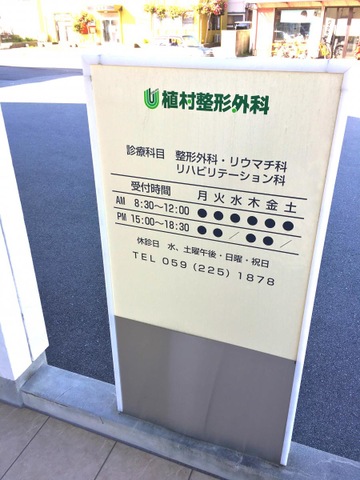 植村整形外科
診療科目 整形外科・リウマチ科
リハビリテーション科
受付時間 月 火 水 木 金 土
AM 8:30～12:00 ● ● ● ● ● ●
PM 15:00～18:30 ● ● ／ ● ● ／
休診日 水、土曜午後・日曜・祝日
TEL 059 (225) 1878